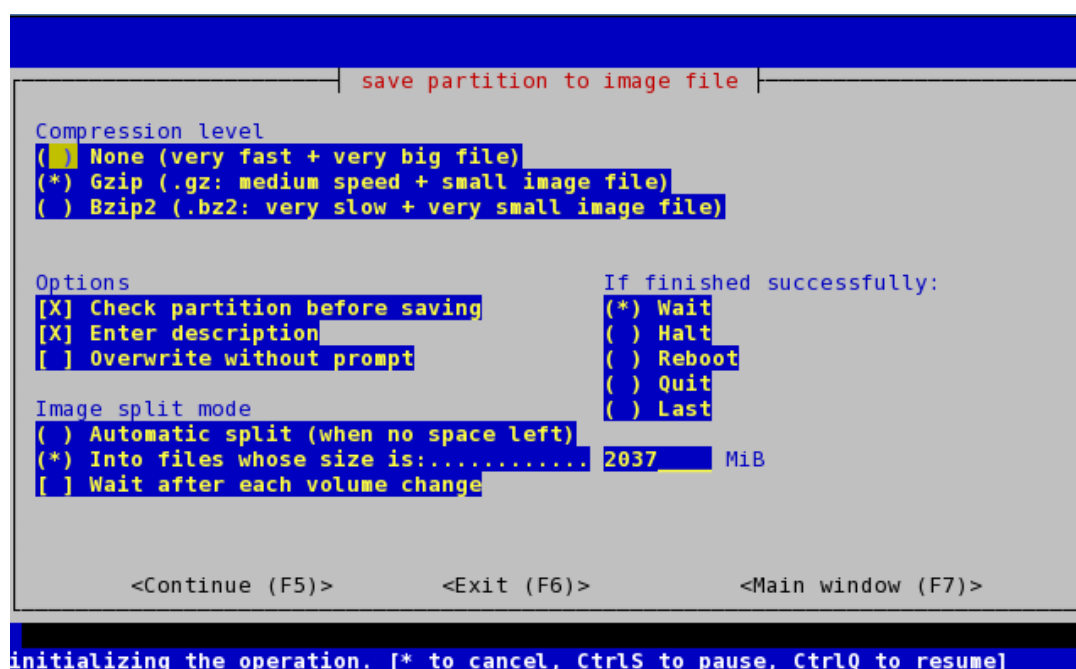 save partition to image file
Compression level
( ) None (very fast + very big file)
(*) Gzip (.gz: medium speed + small image file)
( ) Bzip2 (.bz2: very slow + very small image file)
Options
[X] Check partition before saving
[X] Enter description
[ ] Overwrite without prompt
If finished successfully:
(*) Wait
( ) Halt
( ) Reboot
( ) Quit
( ) Last
Image split mode
( ) Automatic split (when no space left)
(*) Into files whose size is:............ 2037____ MiB
[ ] Wait after each volume change
<Continue (F5)> <Exit (F6)> <Main window (F7)>
initializing the operation. [* to cancel, CtrlS to pause, CtrlQ to resume]